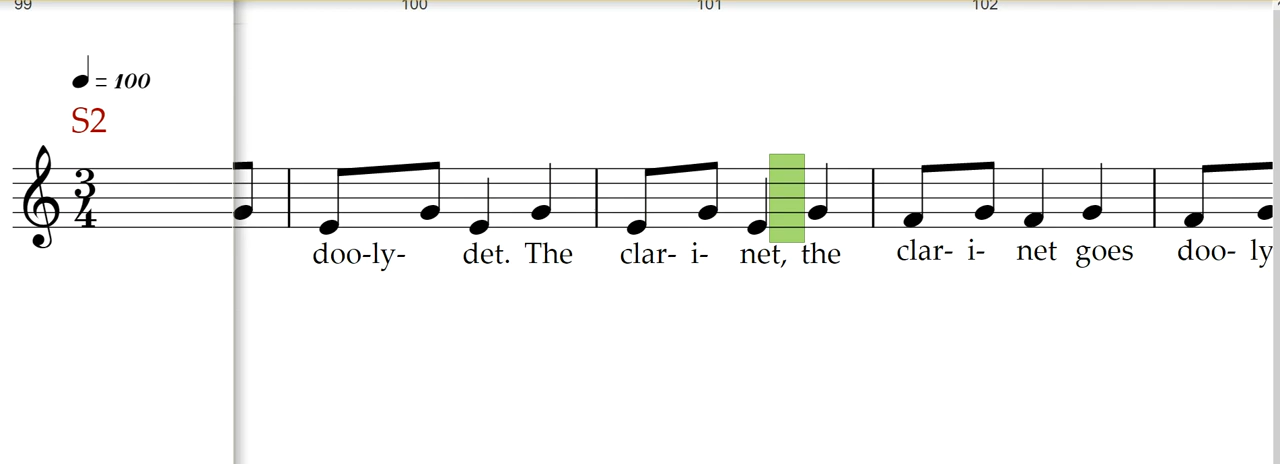 99 100 101 102
= 100
S2
3
4
doo-ly- det. The clar- i- net, the clar- i- net goes doo- ly